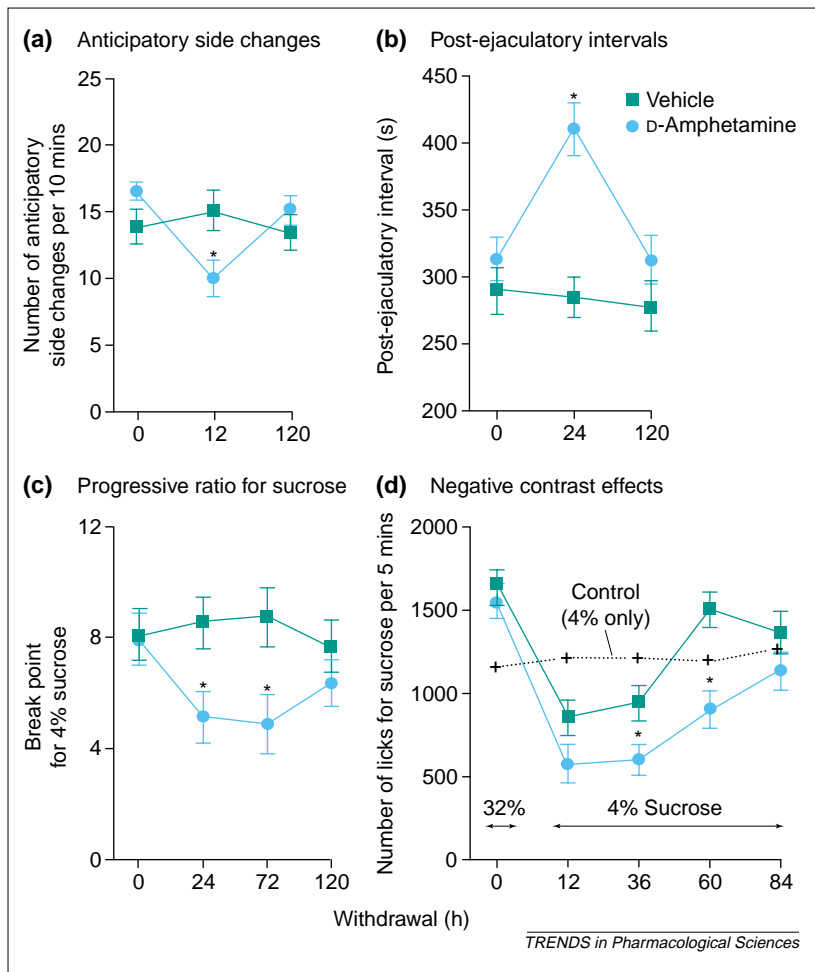 (a) Anticipatory side changes
25
20
15
10
5
0
*
0 12 120
Number of anticipatory
side changes per 10 mins
(b) Post-ejaculatory intervals
450
400
350
300
250
200
*
Vehicle
D-Amphetamine
0 24 120
Post-ejaculatory interval (s)
(c) Progressive ratio for sucrose
12
8
4
0
* *
0 24 72 120
Break point
for 4% sucrose
(d) Negative contrast effects
2000
1500
1000
500
0
Control
(4% only)
*
*
32% 4% Sucrose
0 12 36 60 84
Number of licks for sucrose per 5 mins
Withdrawal (h)
TRENDS in Pharmacological Sciences